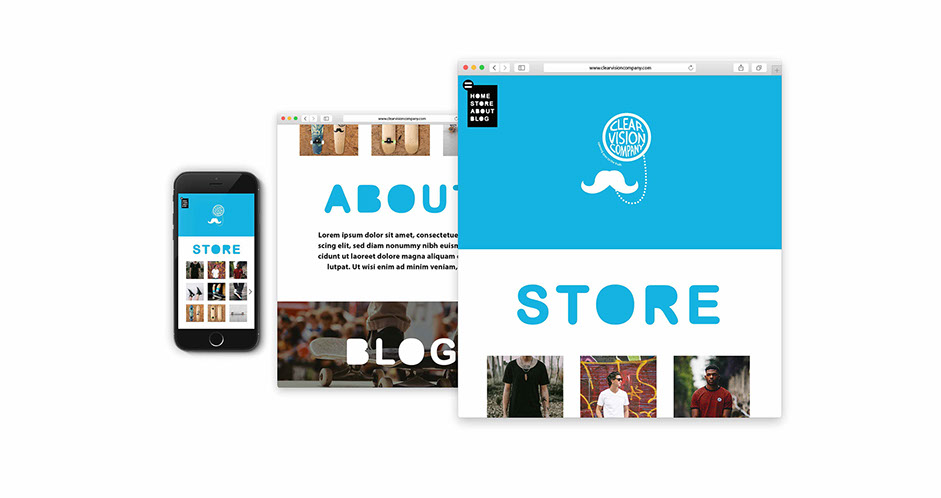 STORE
www.clearvisioncompany.com
ABOUT
Lorem ipsum dolor sit amet, consectetue
scing elit, sed diam nonummy nibh euism
cidunt ut laoreet dolore magna aliquam
lutpat. Ut wisi enim ad minim veniam,
BLOG
www.clearvisioncompany.com
HOME
STORE
ABOUT
BLOG
CLEAR
VISION
COMPANY
STORE